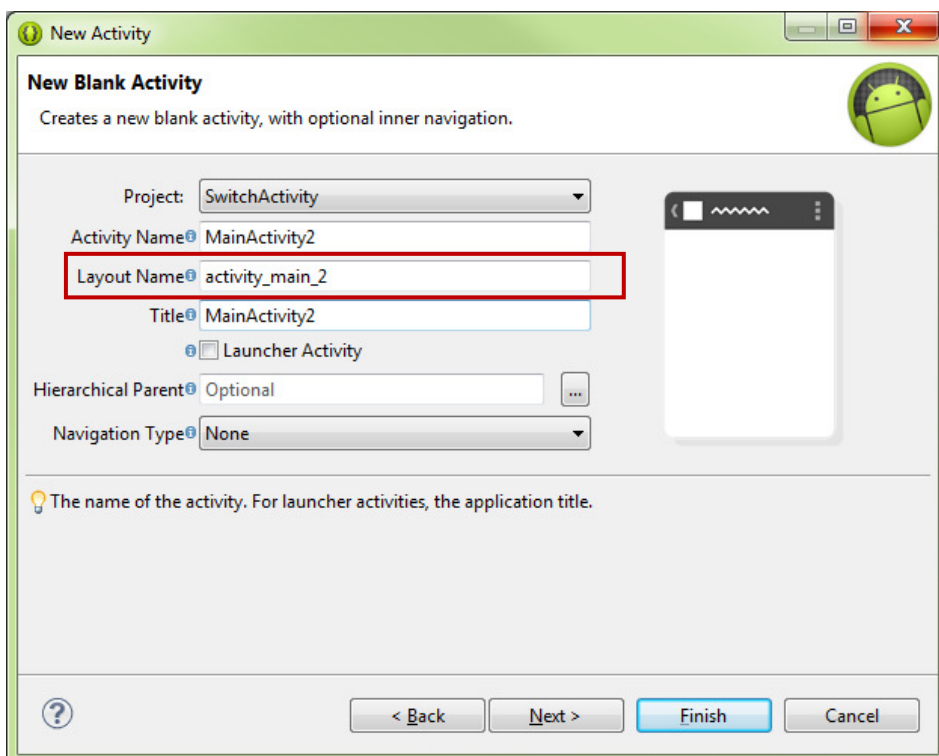 New Activity
New Blank Activity
Creates a new blank activity, with optional inner navigation.
Project: SwitchActivity
Activity Name MainActivity2
Layout Name activity_main_2
Title MainActivity2
Launcher Activity
Hierarchical Parent Optional ...
Navigation Type None
The name of the activity. For launcher activities, the application title.
? < Back Next > Finish Cancel